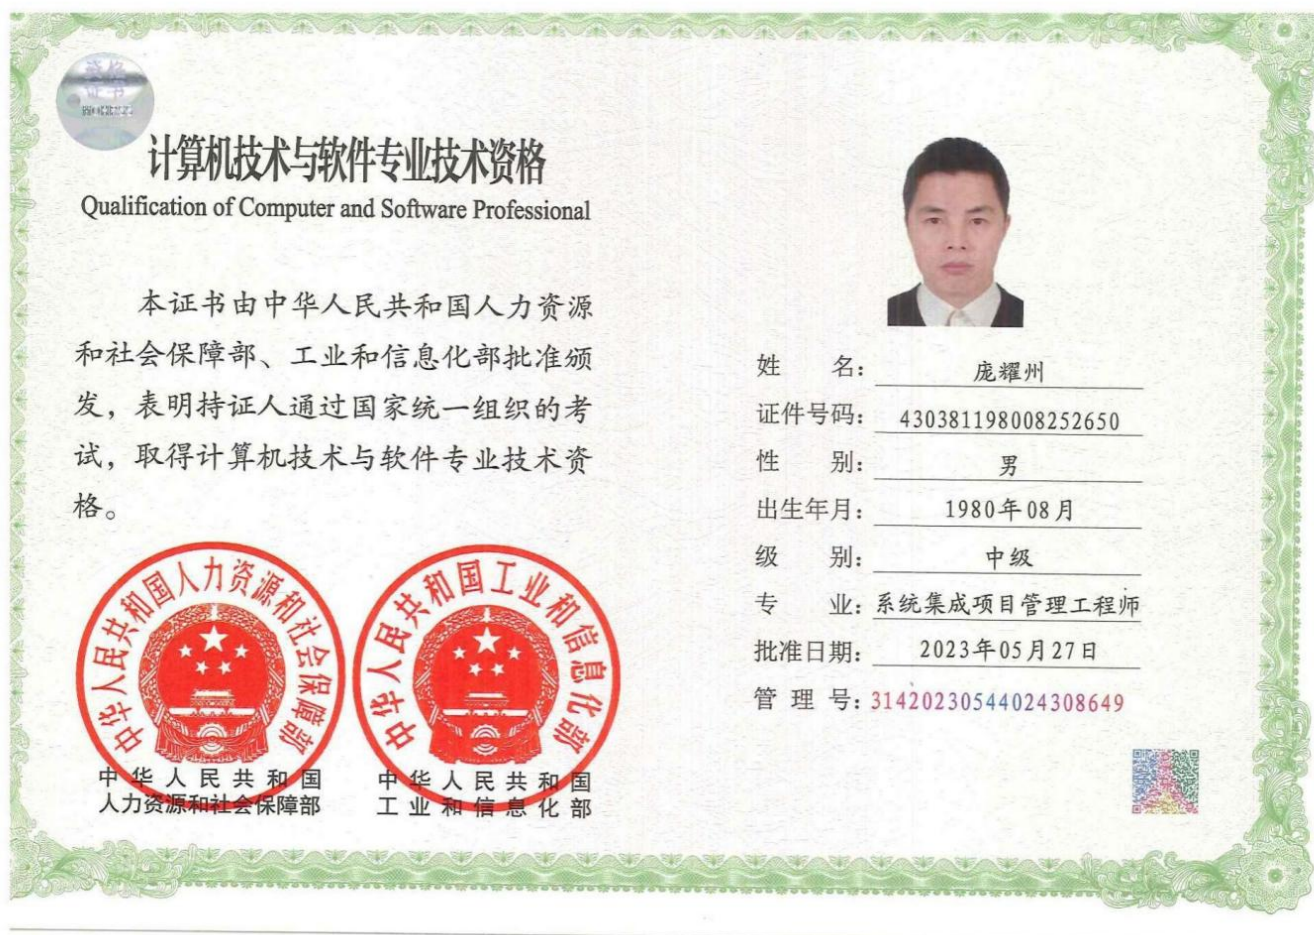 资格
证书
计算机技术与软件专业技术资格
Qualification of Computer and Software Professional
本证书由中华人民共和国人力资源
和社会保障部、工业和信息化部批准颁
发，表明持证人通过国家统一组织的考
试，取得计算机技术与软件专业技术资
格。
中华人民共和国人力资源和社会保障部
中华人民共和国
人力资源和社会保障部
中华人民共和国工业和信息化部
中华人民共和国
工业和信息化部
姓名：庞耀州
证件号码：430381198008252650
性别：男
出生年月：1980年08月
级别：中级
专业：系统集成项目管理工程师
批准日期：2023年05月27日
管理号：31420230544024308649